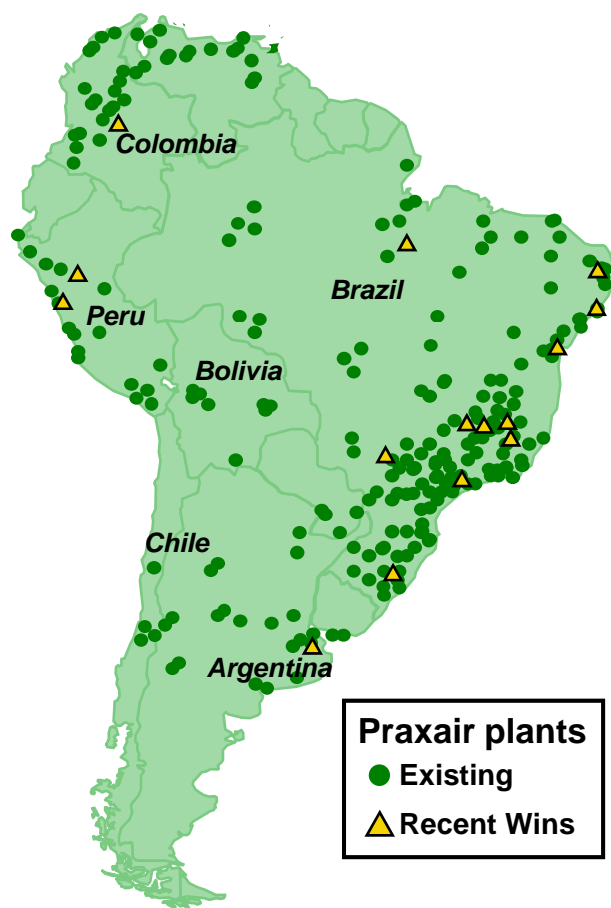 Colombia
Brazil
Peru
Bolivia
Chile
Argentina
Praxair plants
Existing
Recent Wins